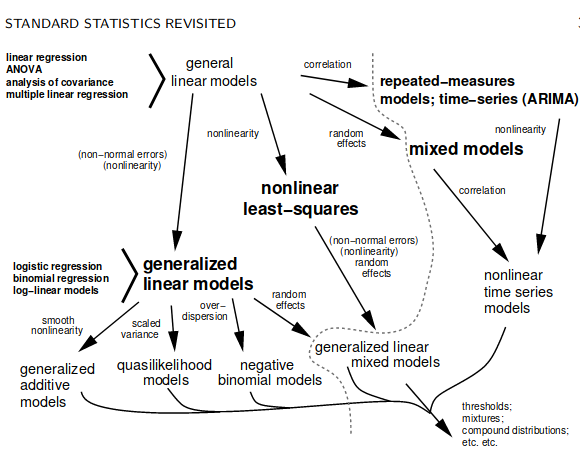 STANDARD STATISTICS REVISITED
linear regression
ANOVA
analysis of covariance
multiple linear regression
general
linear models
correlation
repeated−measures
models; time−series (ARIMA)
nonlinearity
random
effects
nonlinearity
mixed models
(non−normal errors)
(nonlinearity)
correlation
nonlinear
least−squares
(non−normal errors)
(nonlinearity)
random
effects
logistic regression
binomial regression
log−linear models
generalized
linear models
nonlinear
time series
models
smooth
nonlinearity
scaled
variance
over−
dispersion
random
effects
generalized
additive
models
quasilikelihood
models
negative
binomial models
generalized linear
mixed models
thresholds;
mixtures;
compound distributions;
etc. etc.